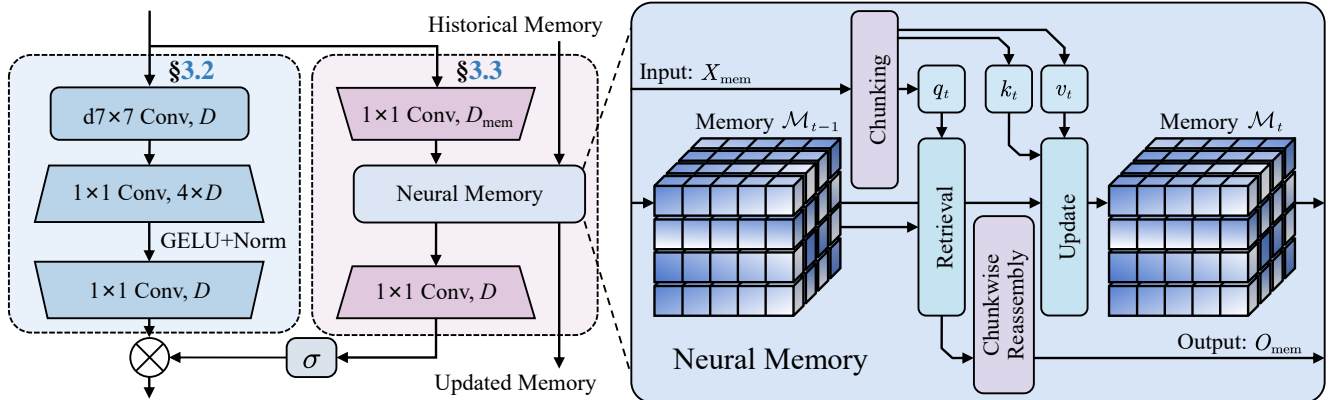 Historical Memory
§3.2
d7×7 Conv, D
1×1 Conv, 4×D
GELU+Norm
1×1 Conv, D
§3.3
1×1 Conv, D_mem
Neural Memory
1×1 Conv, D
σ
Updated Memory
Input: X_mem
Chunking
q_t
k_t
v_t
Memory ℳ_{t−1}
Retrieval
Update
Memory ℳ_t
Chunkwise
Reassembly
Neural Memory
Output: O_mem